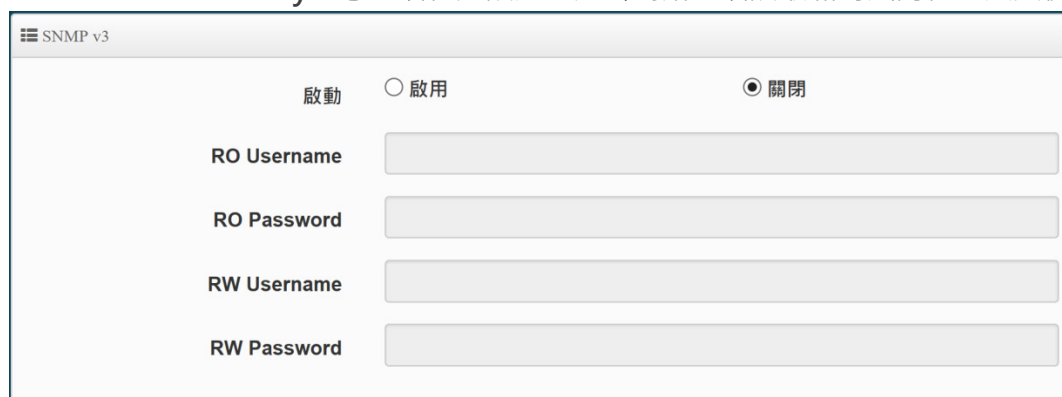 SNMP v3
啟動 啟用 關閉
RO Username
RO Password
RW Username
RW Password